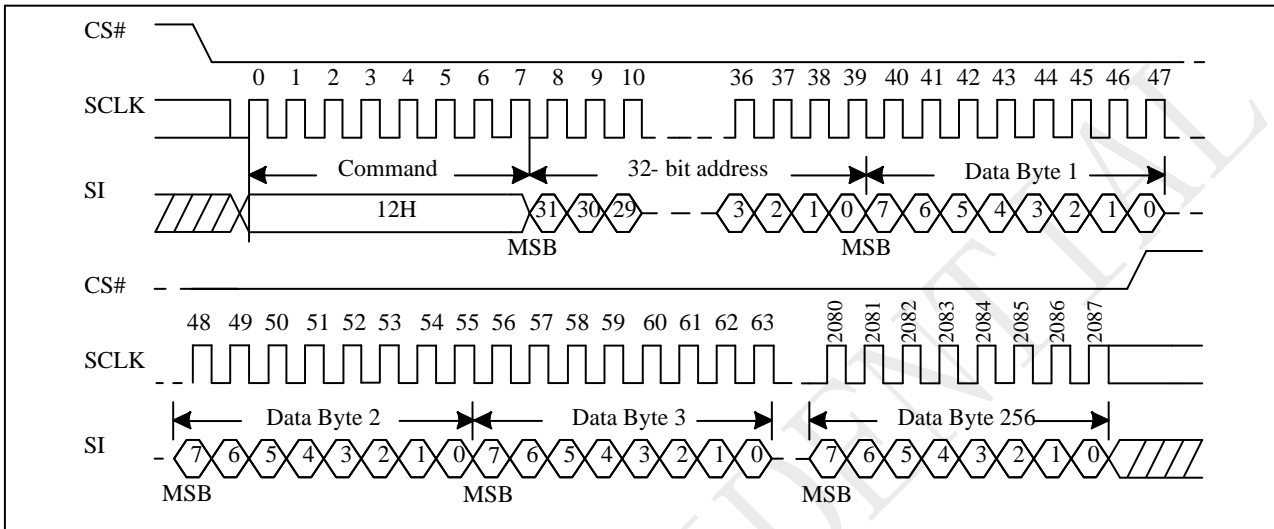 CS#
0 1 2 3 4 5 6 7 8 9 10 36 37 38 39 40 41 42 43 44 45 46 47
SCLK
Command 32- bit address Data Byte 1
SI
12H 31 30 29 3 2 1 0 7 6 5 4 3 2 1 0
MSB MSB
CS#
48 49 50 51 52 53 54 55 56 57 58 59 60 61 62 63 2080 2081 2082 2083 2084 2085 2086 2087
SCLK
Data Byte 2 Data Byte 3 Data Byte 256
SI
7 6 5 4 3 2 1 0 7 6 5 4 3 2 1 0 7 6 5 4 3 2 1 0
MSB MSB MSB
DENTIAL